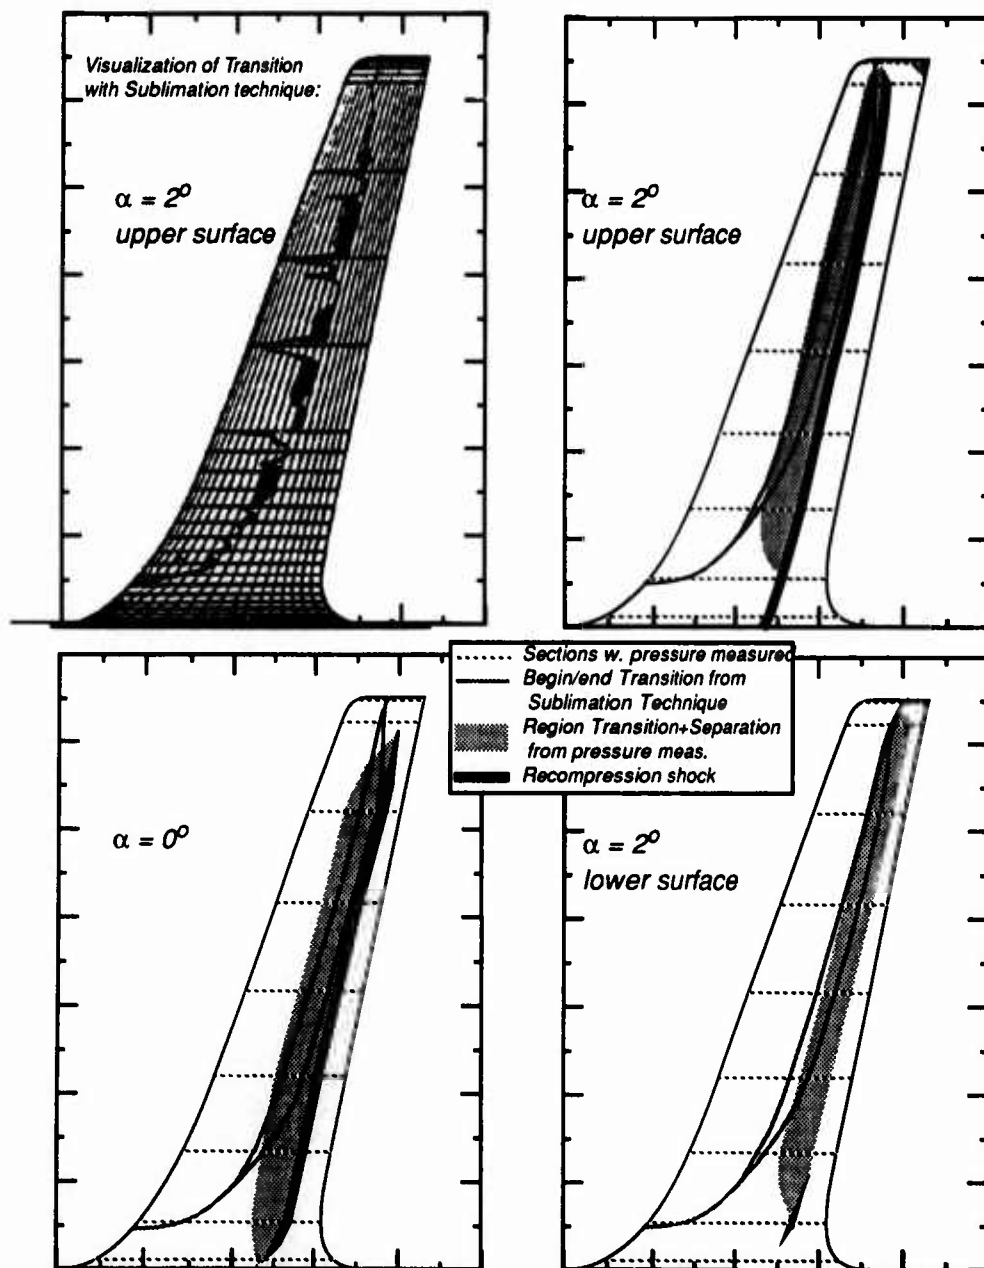 Visualization of Transition
with Sublimation technique:
α = 2°
upper surface
α = 2°
upper surface
Sections w. pressure measured
Begin/end Transition from
Sublimation Technique
Region Transition+Separation
from pressure meas.
Recompression shock
α = 0°
α = 2°
lower surface